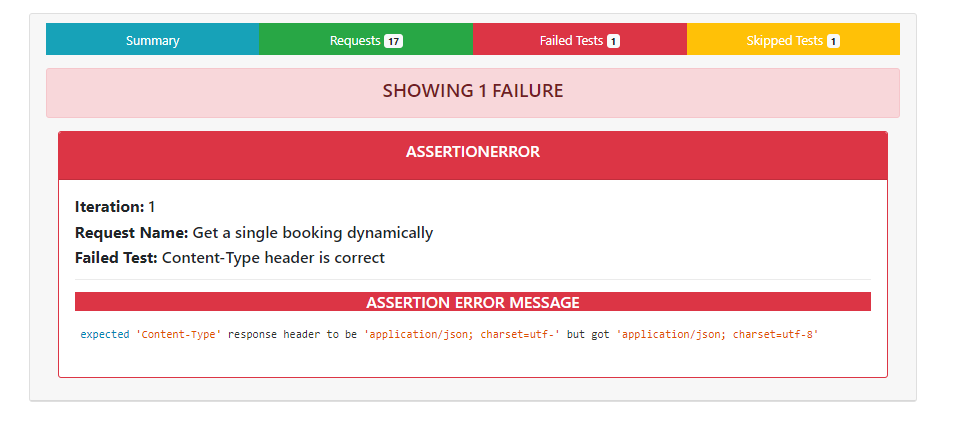 Summary
Requests 17
Failed Tests 1
Skipped Tests 1
SHOWING 1 FAILURE
ASSERTIONERROR
Iteration: 1
Request Name: Get a single booking dynamically
Failed Test: Content-Type header is correct
ASSERTION ERROR MESSAGE
expected 'Content-Type' response header to be 'application/json; charset=utf-' but got 'application/json; charset=utf-8'